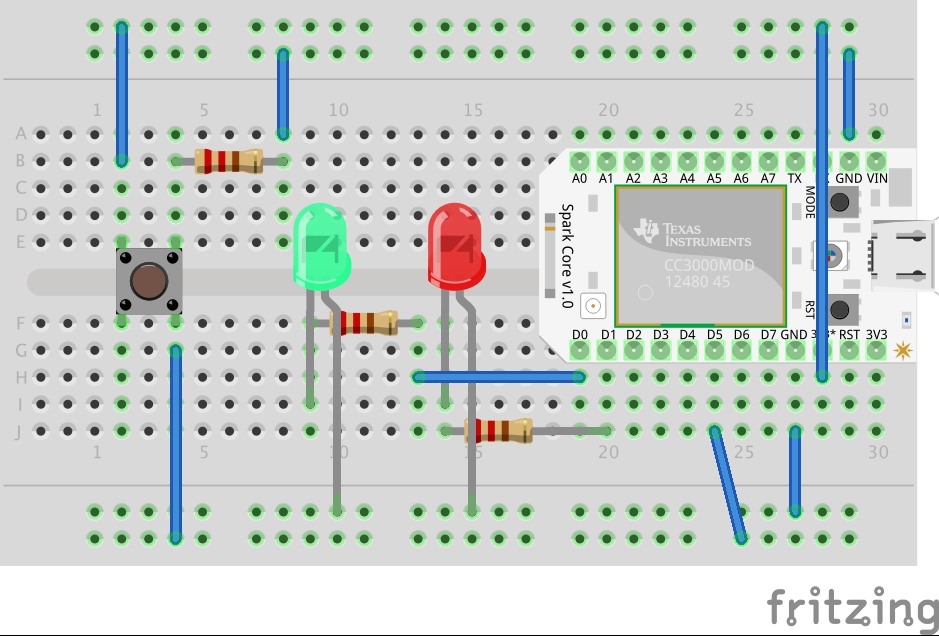 1 5 10 15 20 25 30
A
B
C
D
E
F
G
H
I
J
A0 A1 A2 A3 A4 A5 A6 A7 TX GND VIN
MODE
Spark Core v1.0
TEXAS
INSTRUMENTS
CC3000MOD
12480 45
RST
D0 D1 D2 D3 D4 D5 D6 D7 GND 3 3* RST 3V3
1 5 10 15 20 25 30
fritzing